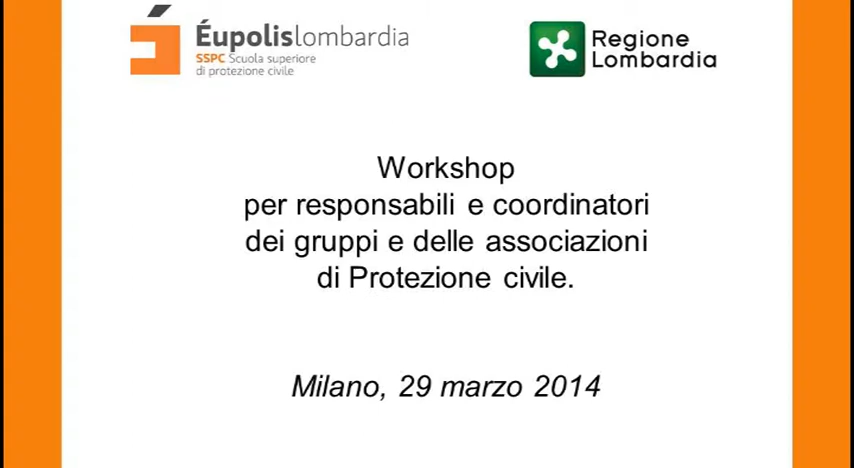 Éupolislombardia
SSPC Scuola superiore
di protezione civile
Regione
Lombardia
Workshop
per responsabili e coordinatori
dei gruppi e delle associazioni
di Protezione civile.
Milano, 29 marzo 2014